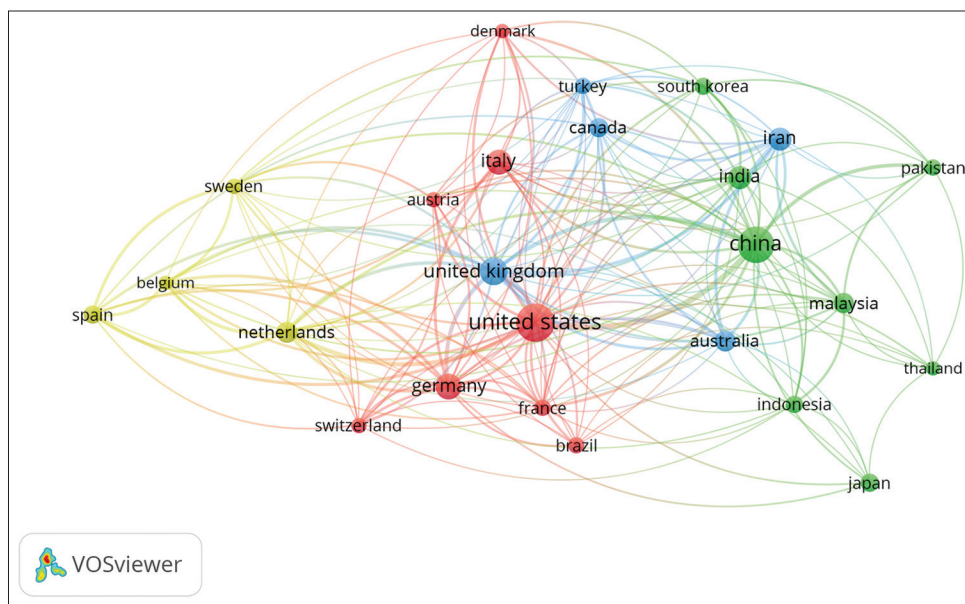 denmark
turkey
south korea
canada
iran
italy
pakistan
india
sweden
austria
china
united kingdom
belgium
malaysia
spain
united states
netherlands
australia
thailand
germany
indonesia
france
switzerland
brazil
japan
VOSviewer